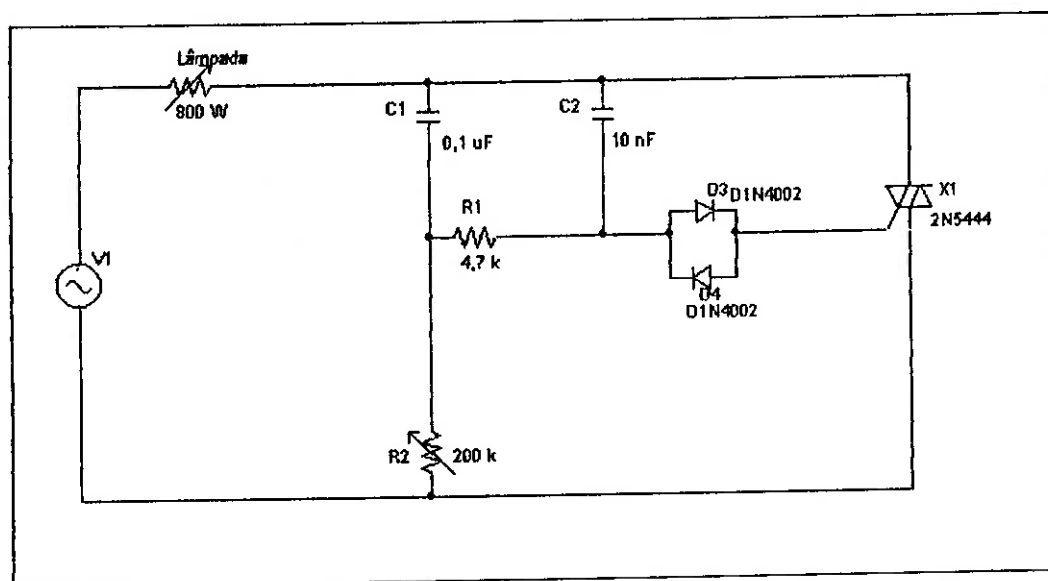 Lâmpada
800 W
C1
0,1 uF
C2
10 nF
D3
D1N4002
X1
2N5444
R1
4,7 k
V1
D4
D1N4002
R2
200 k